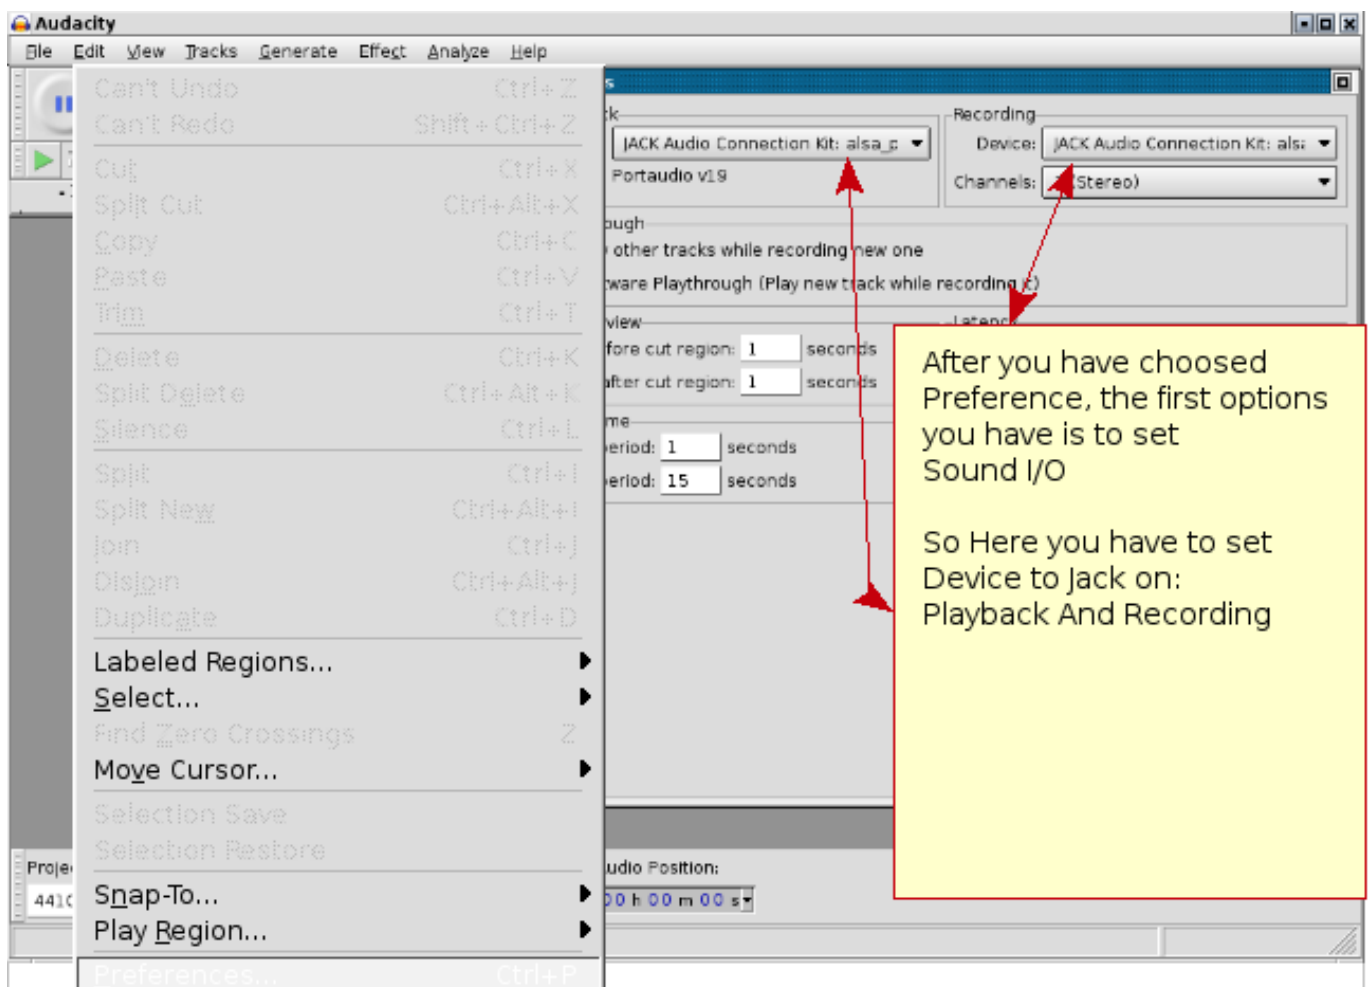 Audacity
File Edit View Tracks Generate Effect Analyze Help
Can't Undo Ctrl+Z
Can't Redo Shift+Ctrl+Z
Cut Ctrl+X
Split Cut Ctrl+Alt+X
Copy Ctrl+C
Paste Ctrl+V
Trim Ctrl+T
Delete Ctrl+K
Split Delete Ctrl+Alt+K
Silence Ctrl+L
Split Ctrl+I
Split New Ctrl+Alt+I
Join Ctrl+J
Disjoin Ctrl+Alt+J
Duplicate Ctrl+D
Labeled Regions...
Select...
Find Zero Crossings Z
Move Cursor...
Selection Save
Selection Restore
Snap-To...
Play Region...
Preferences... Ctrl+P
s
ck
JACK Audio Connection Kit: alsa_p
Portaudio v19
Recording
Device: JACK Audio Connection Kit: alsa
Channels: (Stereo)
ough
other tracks while recording new one
tware Playthrough (Play new track while recording it)
view
fore cut region: 1 seconds
after cut region: 1 seconds
Latency
me
eriod: 1 seconds
eriod: 15 seconds
After you have choosed
Preference, the first options
you have is to set
Sound I/O
So Here you have to set
Device to Jack on:
Playback And Recording
Proje
4410
udio Position:
00 h 00 m 00 s